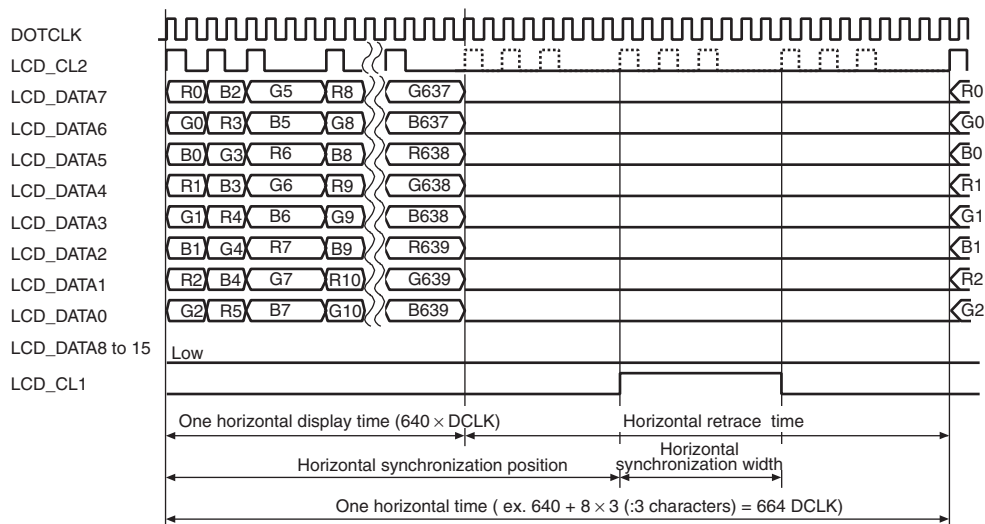 DOTCLK
LCD_CL2
LCD_DATA7 R0 B2 G5 R8 G637 R0
LCD_DATA6 G0 R3 B5 G8 B637 G0
LCD_DATA5 B0 G3 R6 B8 R638 B0
LCD_DATA4 R1 B3 G6 R9 G638 R1
LCD_DATA3 G1 R4 B6 G9 B638 G1
LCD_DATA2 B1 G4 R7 B9 R639 B1
LCD_DATA1 R2 B4 G7 R10 G639 R2
LCD_DATA0 G2 R5 B7 G10 B639 G2
LCD_DATA8 to 15 Low
LCD_CL1
One horizontal display time (640 × DCLK) Horizontal retrace time
Horizontal synchronization position Horizontal synchronization width
One horizontal time ( ex. 640 + 8 × 3 (:3 characters) = 664 DCLK)